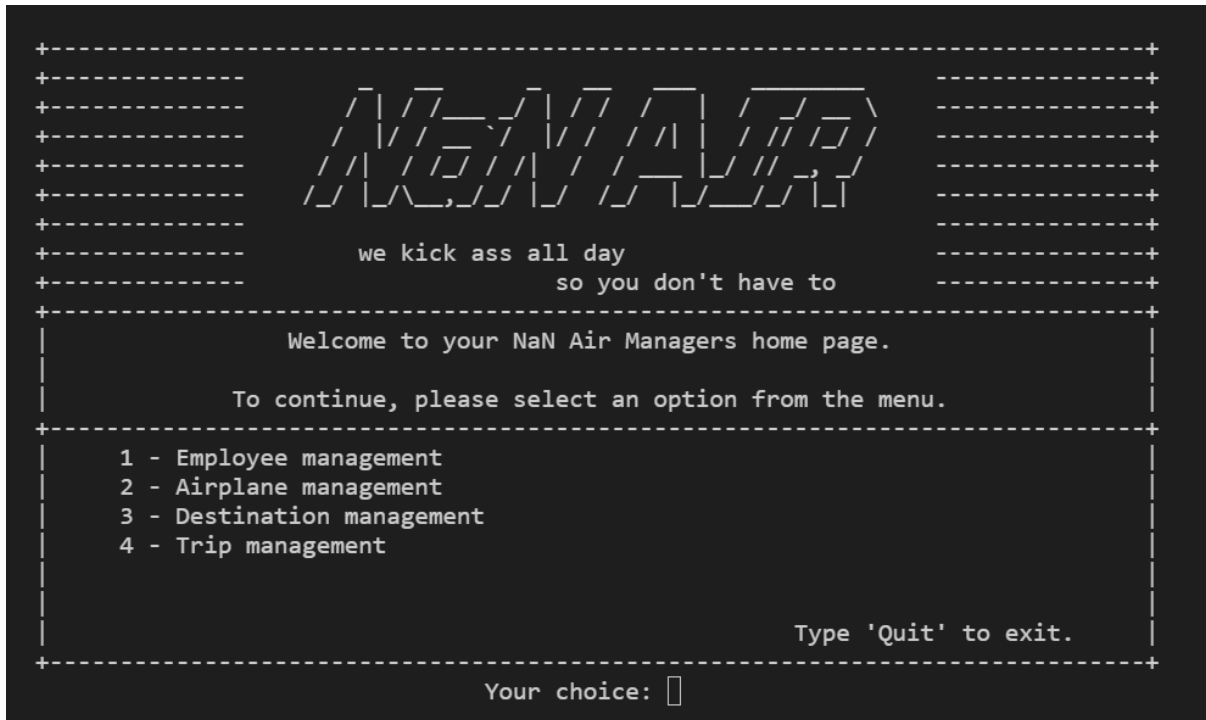 NaN AIR
we kick ass all day
so you don't have to
Welcome to your NaN Air Managers home page.
To continue, please select an option from the menu.
1 - Employee management
2 - Airplane management
3 - Destination management
4 - Trip management
Type 'Quit' to exit.
Your choice: